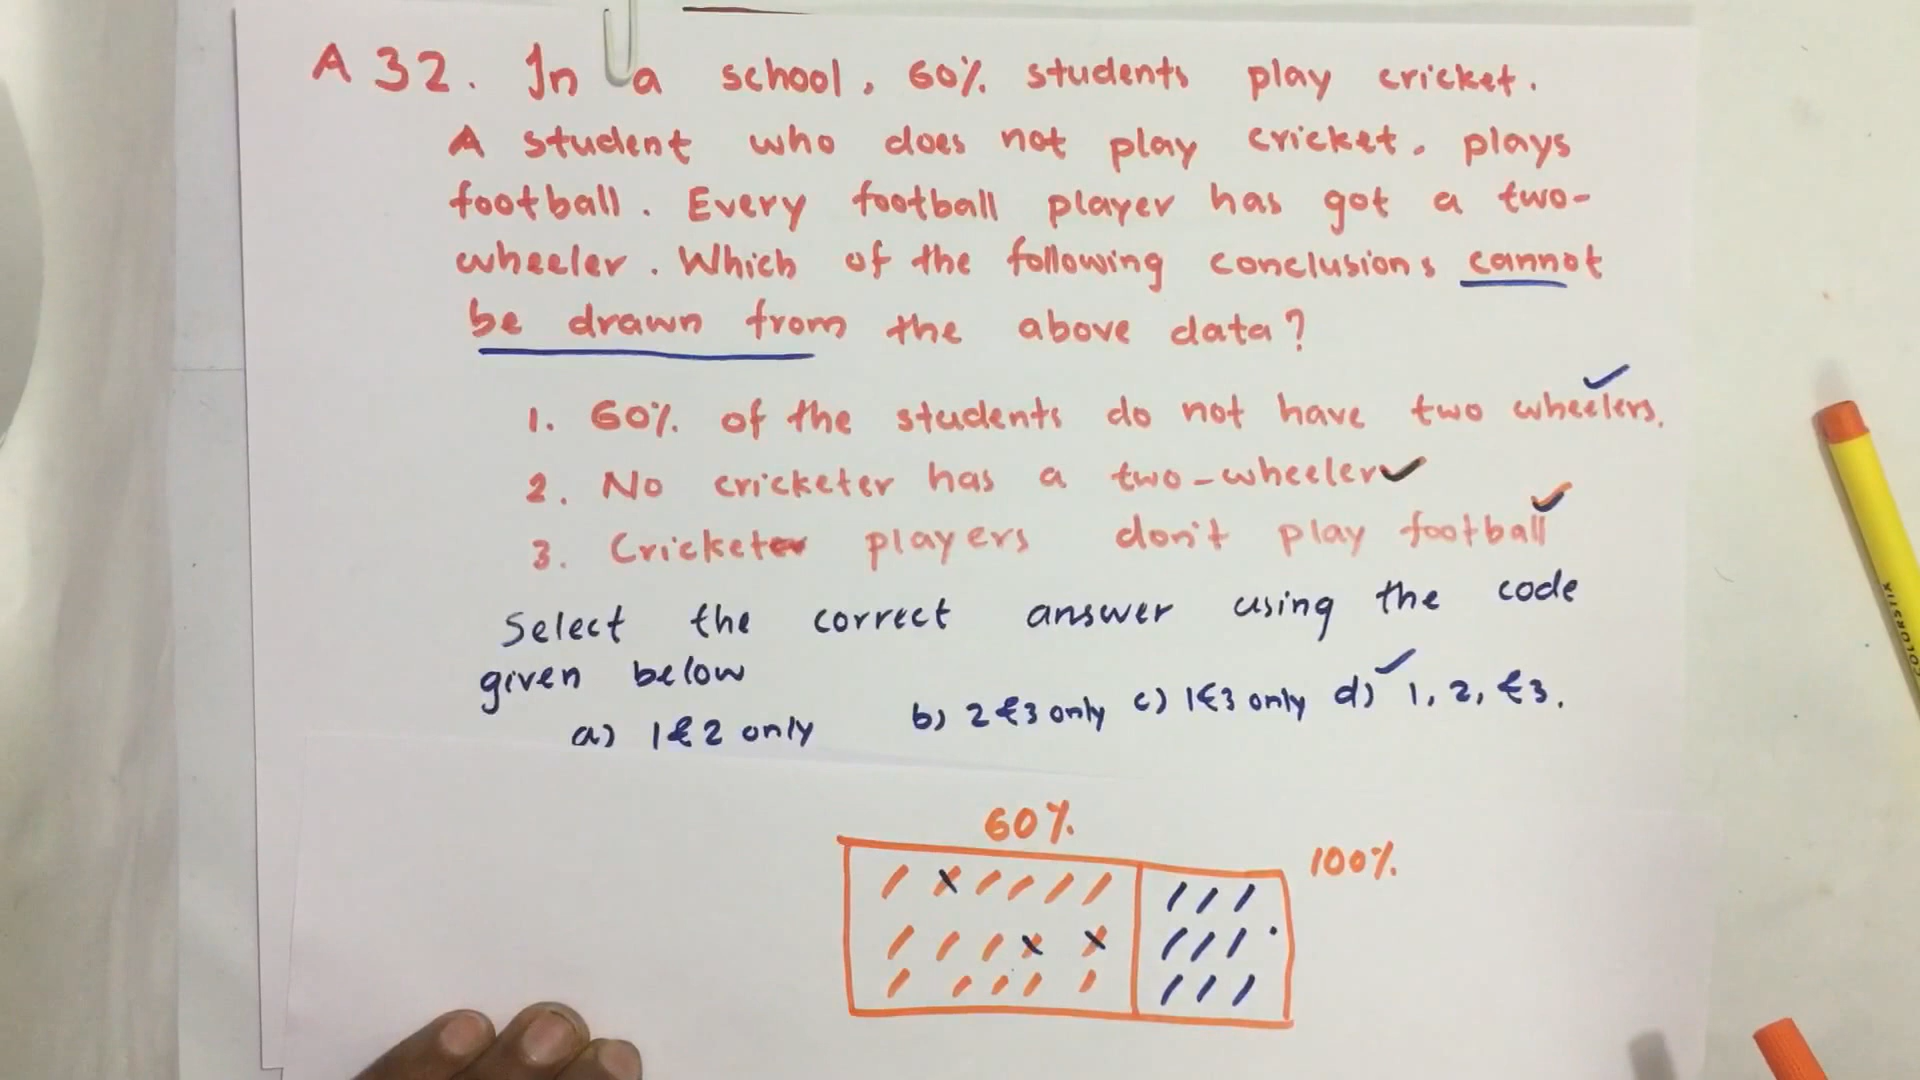 A 32. In a school, 60% students play cricket.
A student who does not play cricket, plays
football. Every football player has got a two-
wheeler. Which of the following conclusions cannot
be drawn from the above data?
1. 60% of the students do not have two wheelers.
2. No cricketer has a two-wheeler
3. Cricketer players don't play football
Select the correct answer using the code
given below
a) 1 & 2 only b) 2 & 3 only c) 1 & 3 only d) 1, 2, & 3.
60%
100%
COLORSTIX